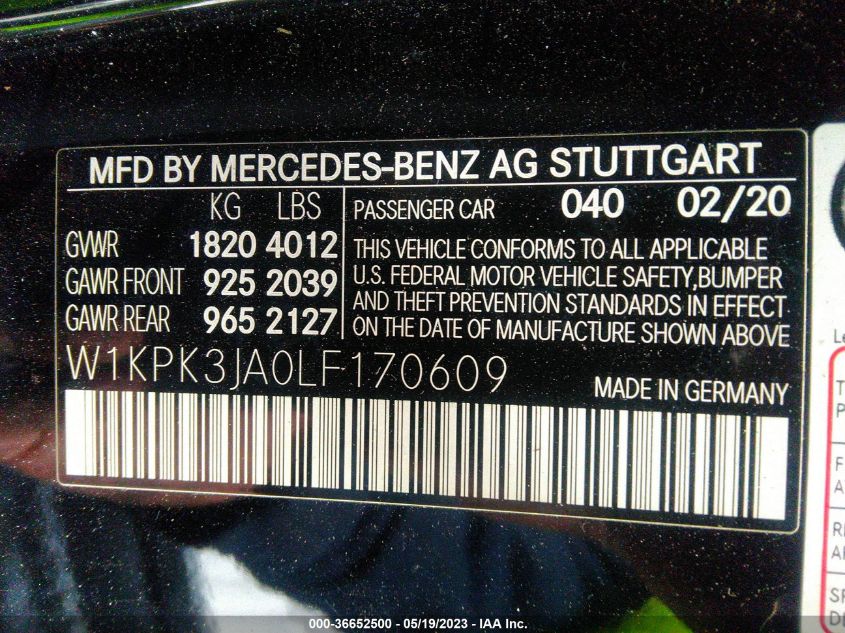 MFD BY MERCEDES-BENZ AG STUTTGART
KG LBS
GVWR 1820 4012
GAWR FRONT 925 2039
GAWR REAR 965 2127
PASSENGER CAR 040 02/20
THIS VEHICLE CONFORMS TO ALL APPLICABLE
U.S. FEDERAL MOTOR VEHICLE SAFETY,BUMPER
AND THEFT PREVENTION STANDARDS IN EFFECT
ON THE DATE OF MANUFACTURE SHOWN ABOVE
W1KPK3JA0LF170609
MADE IN GERMANY
000-36652500 - 05/19/2023 - IAA Inc.